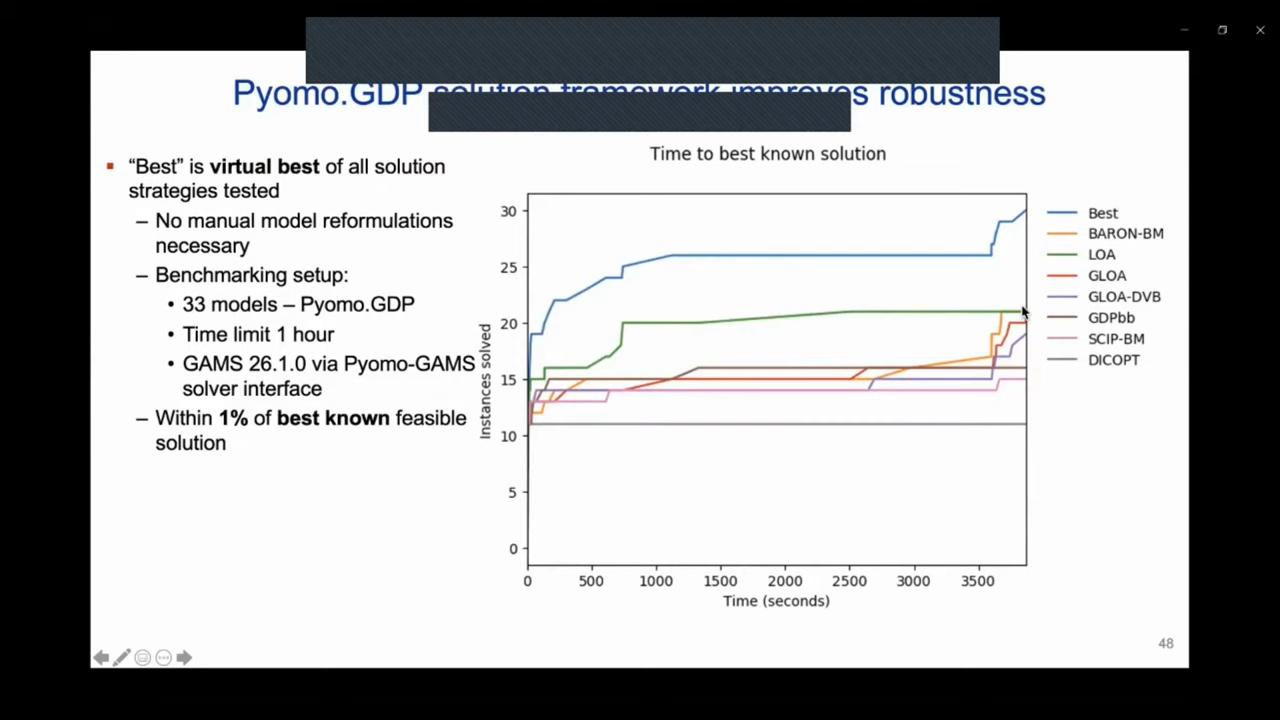 Pyomo.GDP solution framework improves robustness
▪ “Best” is virtual best of all solution
strategies tested
– No manual model reformulations
necessary
– Benchmarking setup:
• 33 models – Pyomo.GDP
• Time limit 1 hour
• GAMS 26.1.0 via Pyomo-GAMS
solver interface
– Within 1% of best known feasible
solution
Time to best known solution
Instances solved
30
25
20
15
10
5
0
0 500 1000 1500 2000 2500 3000 3500
Time (seconds)
Best
BARON-BM
LOA
GLOA
GLOA-DVB
GDPbb
SCIP-BM
DICOPT
48